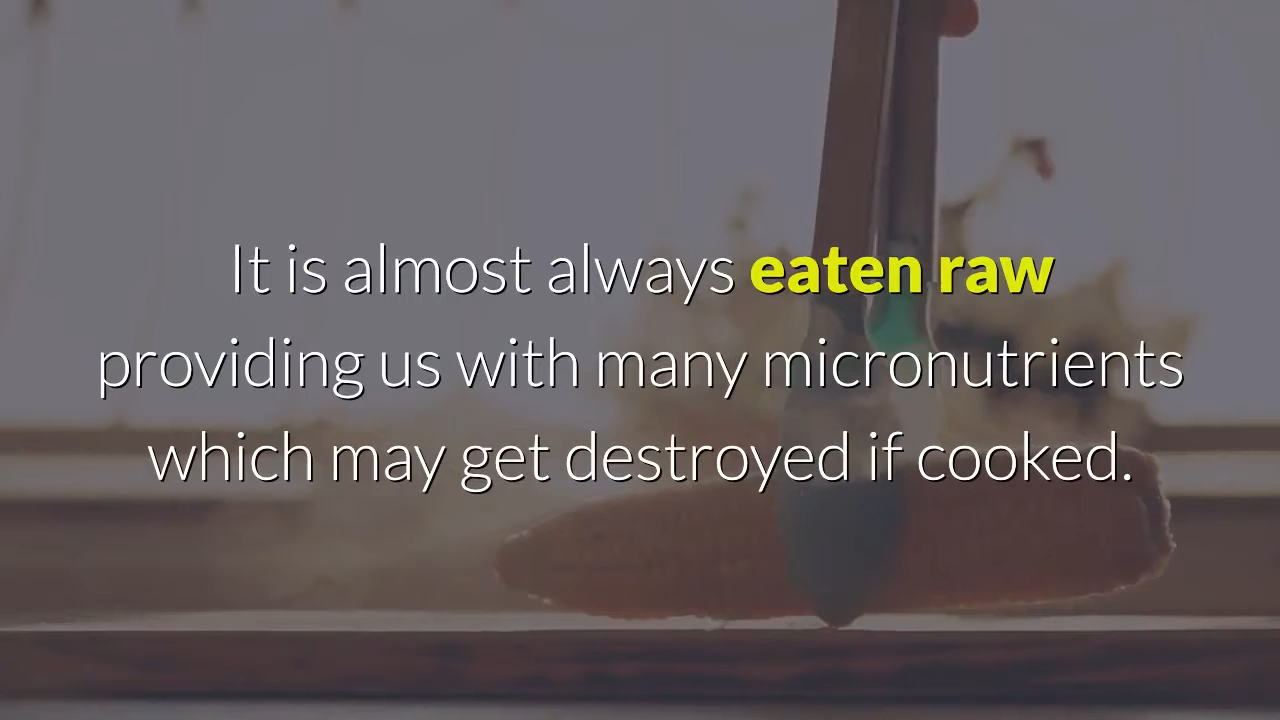 It is almost always eaten raw
providing us with many micronutrients
which may get destroyed if cooked.